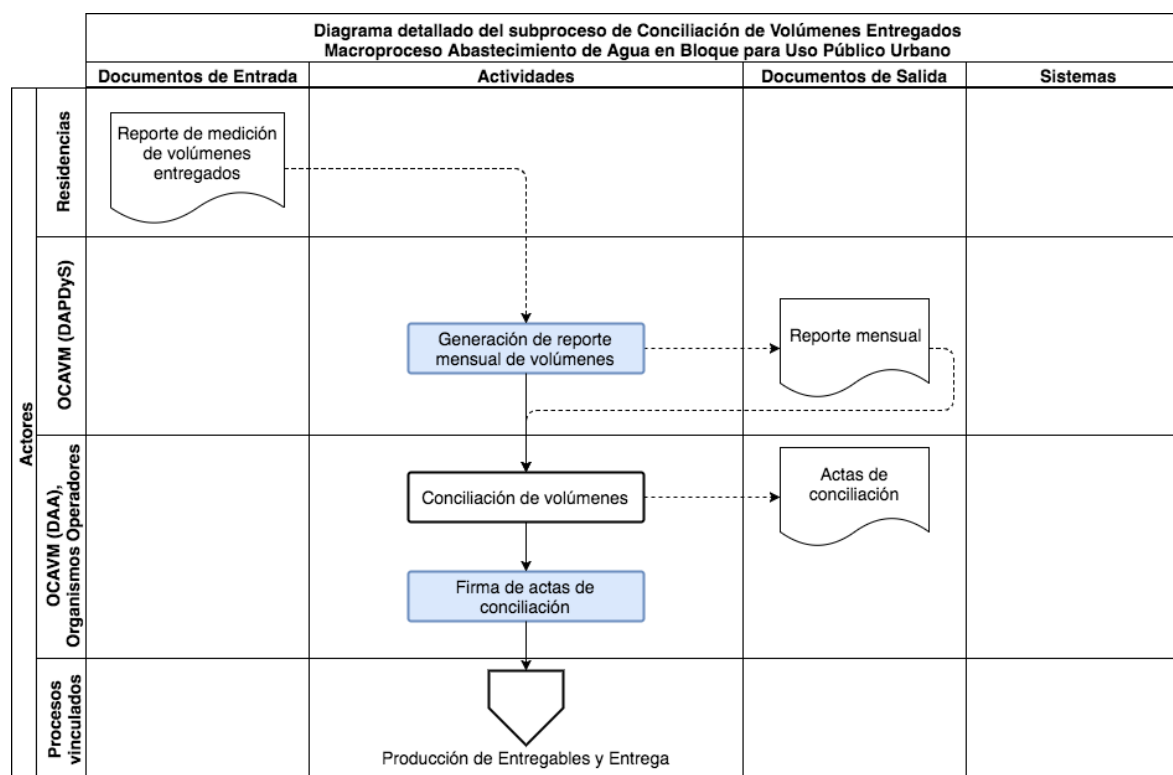 Diagrama detallado del subproceso de Conciliación de Volúmenes Entregados
Macroproceso Abastecimiento de Agua en Bloque para Uso Público Urbano
Documentos de Entrada
Actividades
Documentos de Salida
Sistemas
Actores
Residencias
Reporte de medición
de volúmenes
entregados
OCAVM (DAPDyS)
Generación de reporte
mensual de volúmenes
Reporte mensual
OCAVM (DAA),
Organismos Operadores
Conciliación de volúmenes
Actas de
conciliación
Firma de actas de
conciliación
Procesos
vinculados
Producción de Entregables y Entrega